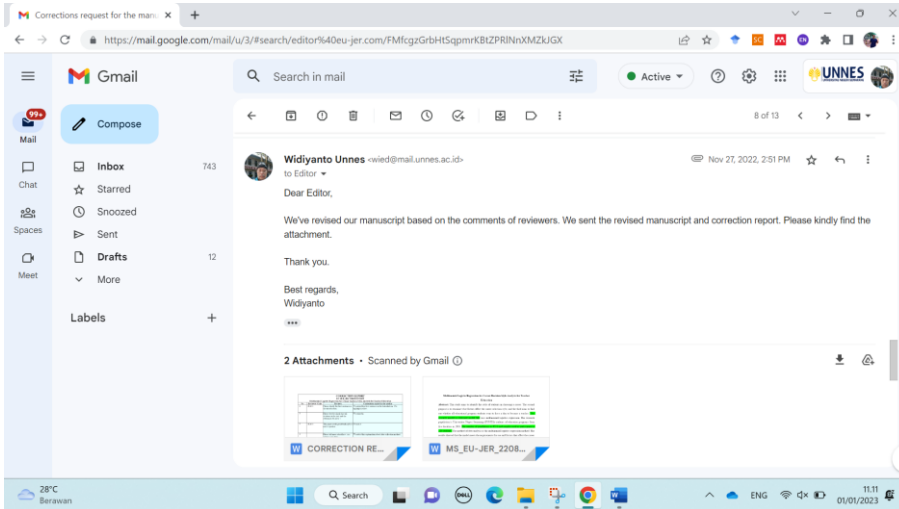 Corrections request for the manu
https://mail.google.com/mail/u/3/#search/editor%40eu-jer.com/FMfcgzGrbHtSqpmrKBtZPRlNnXMZkJGX
Gmail
Search in mail
Active
UNNES
99+
Mail
Compose
8 of 13
Inbox 743
Widiyanto Unnes <wied@mail.unnes.ac.id>
Nov 27, 2022, 2:51 PM
to Editor
Chat
Starred
Dear Editor,
Snoozed
Spaces
Sent
We've revised our manuscript based on the comments of reviewers. We sent the revised manuscript and correction report. Please kindly find the
attachment.
Drafts 12
Meet
More
Thank you.
Best regards,
Widiyanto
Labels
2 Attachments • Scanned by Gmail
CORRECTION RE...
MS_EU-JER_2208...
28°C
Berawan
Search
ENG
11.11
01/01/2023